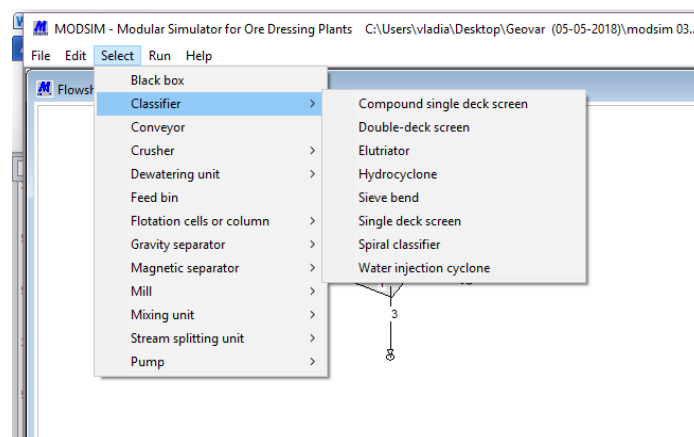 MODSIM - Modular Simulator for Ore Dressing Plants C:\Users\vladia\Desktop\Geovar (05-05-2018)\modsim 03..
File Edit Select Run Help
Flowsh
Black box
Classifier
Conveyor
Crusher
Dewatering unit
Feed bin
Flotation cells or column
Gravity separator
Magnetic separator
Mill
Mixing unit
Stream splitting unit
Pump
Compound single deck screen
Double-deck screen
Elutriator
Hydrocyclone
Sieve bend
Single deck screen
Spiral classifier
Water injection cyclone
3